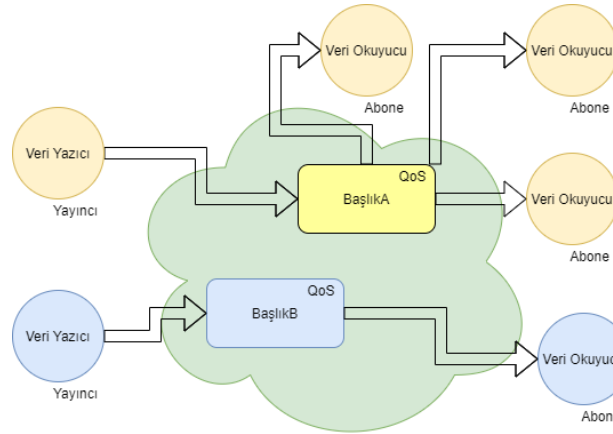 Veri Okuyucu
Abone
Veri Okuyucu
Abone
Veri Yazıcı
Yayıncı
QoS
BaşlıkA
Veri Okuyucu
Abone
Veri Yazıcı
Yayıncı
QoS
BaşlıkB
Veri Okuyuc
Abon